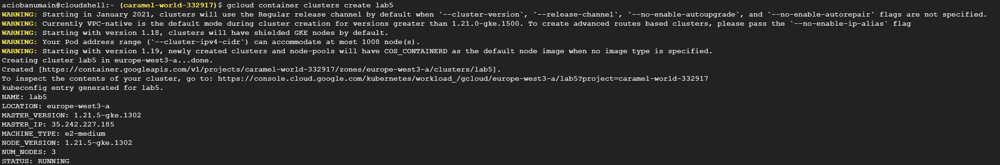 aciobanumain@cloudshell:~ (caramel-world-332917)$ gcloud container clusters create lab5
WARNING: Starting in January 2021, clusters will use the Regular release channel by default when `--cluster-version`, `--release-channel`, `--no-enable-autoupgrade`, and `--no-enable-autorepair` flags are not specified.
WARNING: Currently VPC-native is the default mode during cluster creation for versions greater than 1.21.0-gke.1500. To create advanced routes based clusters, please pass the `--no-enable-ip-alias` flag
WARNING: Starting with version 1.18, clusters will have shielded GKE nodes by default.
WARNING: Your Pod address range (`--cluster-ipv4-cidr`) can accommodate at most 1008 node(s).
WARNING: Starting with version 1.19, newly created clusters and node-pools will have COS_CONTAINERD as the default node image when no image type is specified.
Creating cluster lab5 in europe-west3-a...done.
Created [https://container.googleapis.com/v1/projects/caramel-world-332917/zones/europe-west3-a/clusters/lab5].
To inspect the contents of your cluster, go to: https://console.cloud.google.com/kubernetes/workload_/gcloud/europe-west3-a/lab5?project=caramel-world-332917
kubeconfig entry generated for lab5.
NAME: lab5
LOCATION: europe-west3-a
MASTER_VERSION: 1.21.5-gke.1302
MASTER_IP: 35.242.227.185
MACHINE_TYPE: e2-medium
NODE_VERSION: 1.21.5-gke.1302
NUM_NODES: 3
STATUS: RUNNING